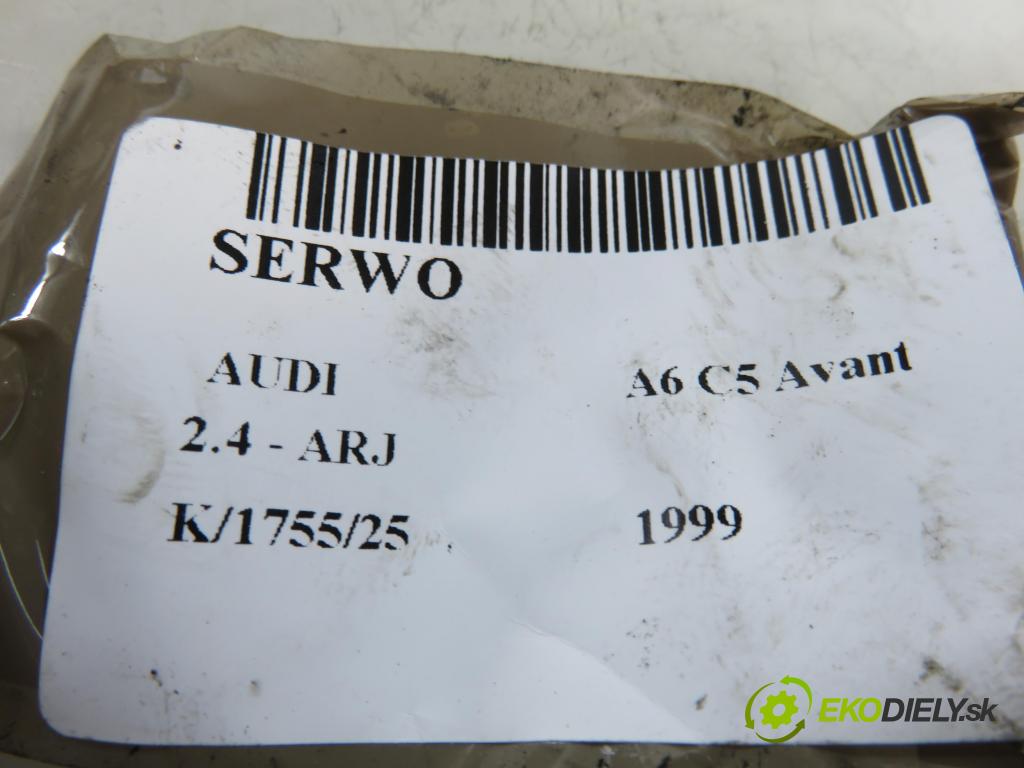 SERWO
AUDI A6 C5 Avant
2.4 - ARJ
K/1755/25 1999
EKODIELY.sk